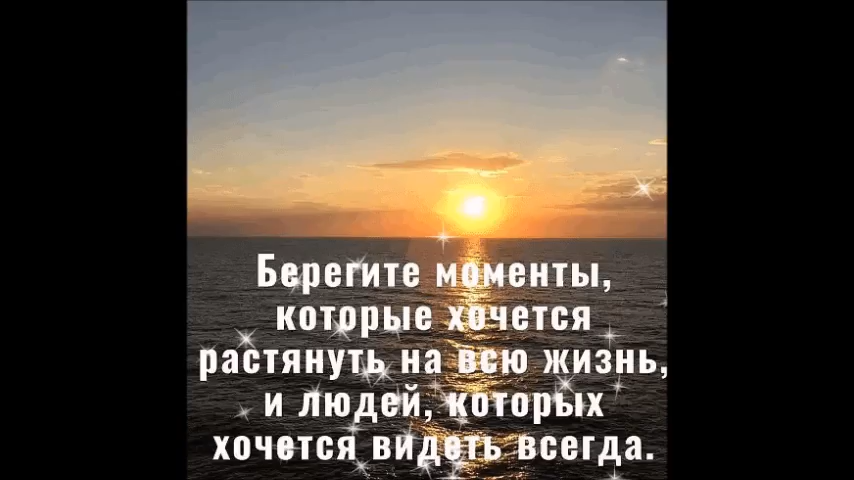 Берегите моменты,
которые хочется
растянуть на всю жизнь,
и людей, которых
хочется видеть всегда.